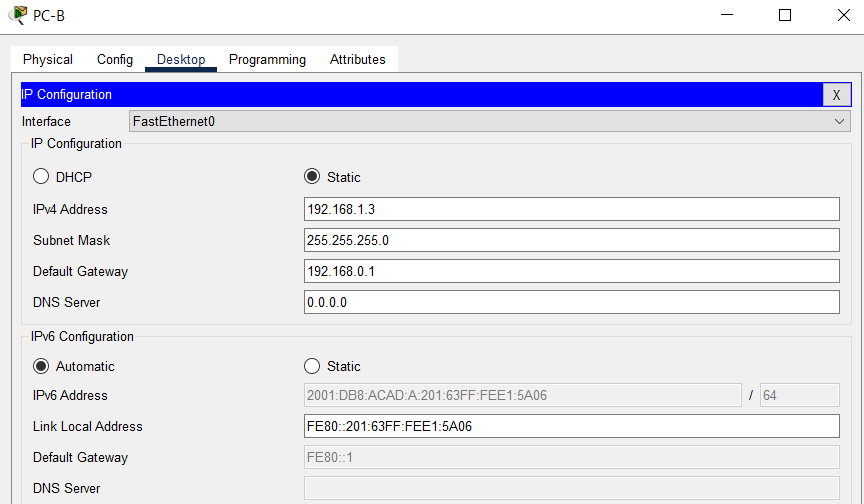 PC-B
Physical Config Desktop Programming Attributes
IP Configuration X
Interface FastEthernet0
IP Configuration
DHCP Static
IPv4 Address 192.168.1.3
Subnet Mask 255.255.255.0
Default Gateway 192.168.0.1
DNS Server 0.0.0.0
IPv6 Configuration
Automatic Static
IPv6 Address 2001:DB8:ACAD:A:201:63FF:FEE1:5A06 / 64
Link Local Address FE80::201:63FF:FEE1:5A06
Default Gateway FE80::1
DNS Server